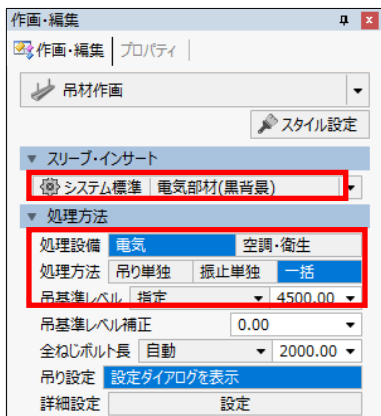 作画・編集
作画・編集 プロパティ
吊材作画
スタイル設定
スリーブ・インサート
システム標準 電気部材(黒背景)
処理方法
処理設備 電気 空調・衛生
処理方法 吊り単独 振止単独 一括
吊基準レベル 指定 4500.00
吊基準レベル補正 0.00
全ねじボルト長 自動 2000.00
吊り設定 設定ダイアログを表示
詳細設定 設定